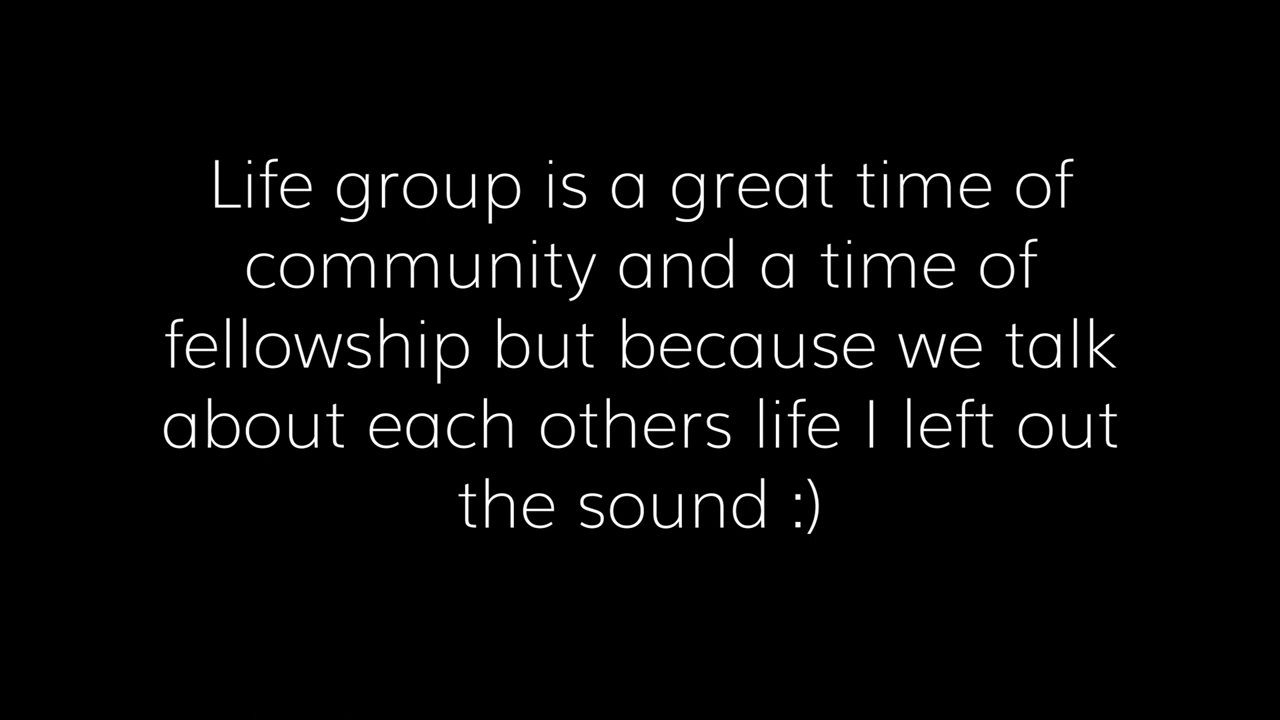 Life group is a great time of
community and a time of
fellowship but because we talk
about each others life I left out
the sound :)